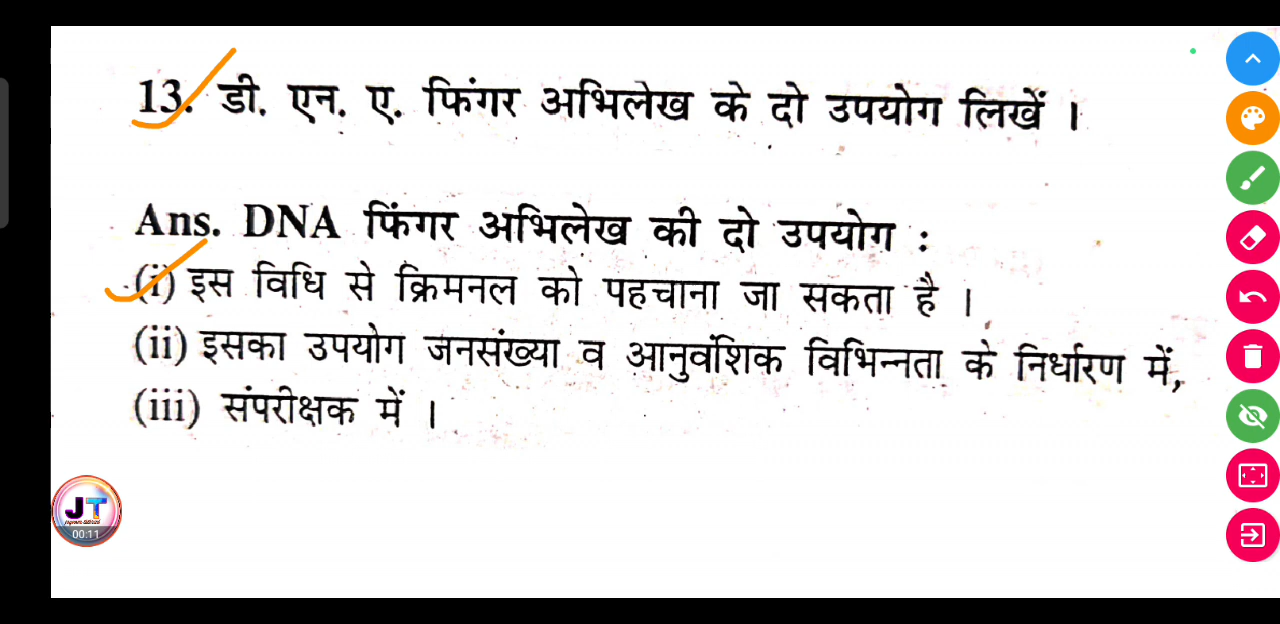 13. डी. एन. ए. फिंगर अभिलेख के दो उपयोग लिखें ।
Ans. DNA फिंगर अभिलेख की दो उपयोग :
(i) इस विधि से क्रिमनल को पहचाना जा सकता है ।
(ii) इसका उपयोग जनसंख्या व आनुवंशिक विभिन्नता के निर्धारण में,
(iii) संपरीक्षक में ।
JT
00:11